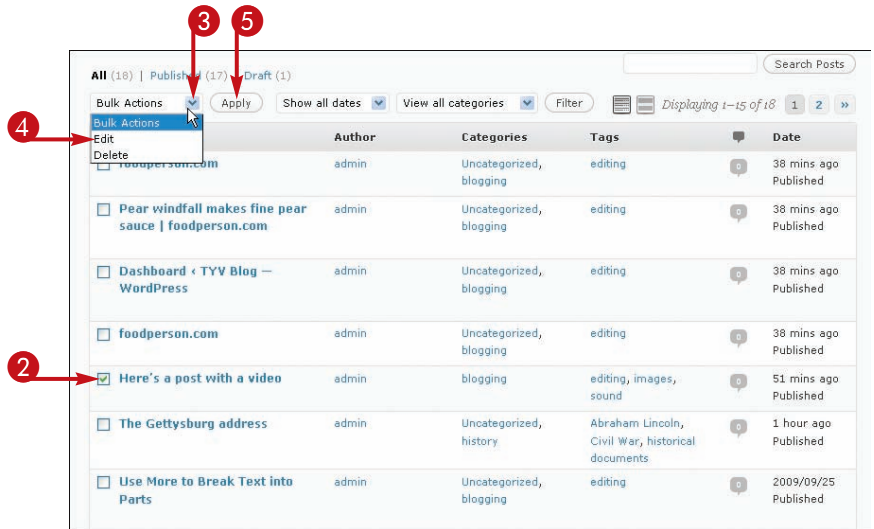 3 5
Search Posts
All (18) | Published (17) Draft (1)
Bulk Actions Apply Show all dates View all categories Filter Displaying 1–15 of 18 1 2 »
4
Bulk Actions
Edit
Delete
Author Categories Tags Date
foodperson.com admin Uncategorized, editing 0 38 mins ago
blogging Published
Pear windfall makes fine pear admin Uncategorized, editing 0 38 mins ago
sauce | foodperson.com blogging Published
Dashboard ‹ TYV Blog — admin Uncategorized, editing 0 38 mins ago
WordPress blogging Published
foodperson.com admin Uncategorized, editing 0 38 mins ago
blogging Published
2
Here's a post with a video admin blogging editing, images, 0 51 mins ago
sound Published
The Gettysburg address admin Uncategorized, Abraham Lincoln, 0 1 hour ago
history Civil War, historical Published
documents
Use More to Break Text into admin Uncategorized, editing 0 2009/09/25
Parts blogging Published